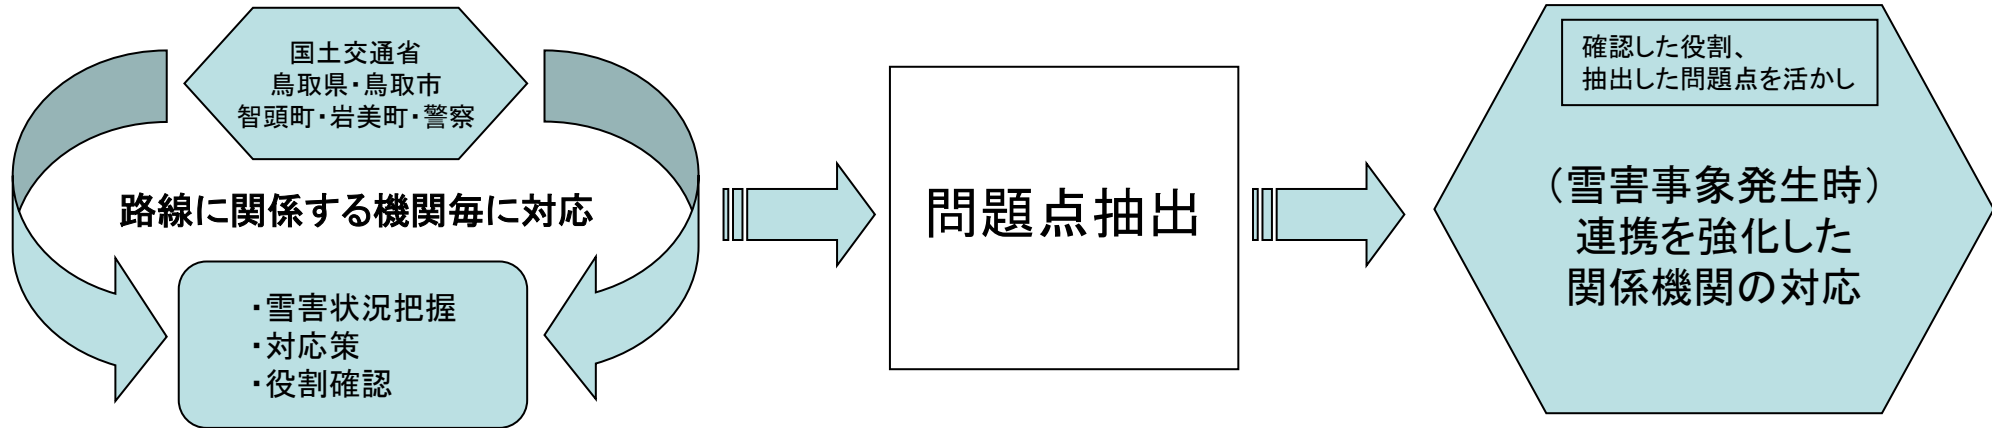 国土交通省
鳥取県・鳥取市
智頭町・岩美町・警察
路線に関係する機関毎に対応
・雪害状況把握
・対応策
・役割確認
問題点抽出
確認した役割、
抽出した問題点を活かし
（雪害事象発生時）
連携を強化した
関係機関の対応